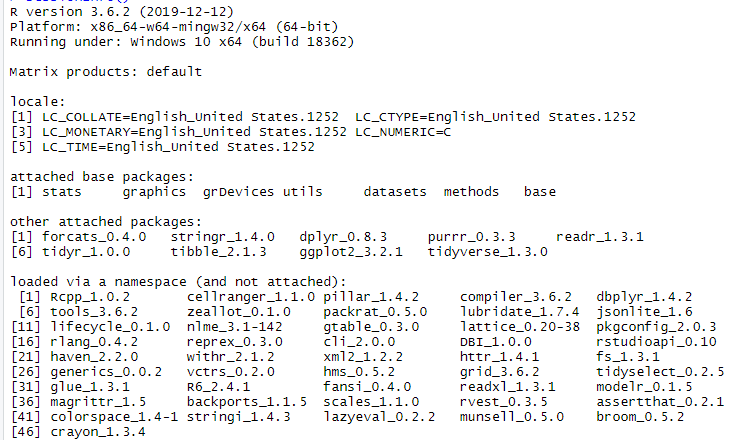 R version 3.6.2 (2019-12-12)
Platform: x86_64-w64-mingw32/x64 (64-bit)
Running under: Windows 10 x64 (build 18362)
Matrix products: default
locale:
[1] LC_COLLATE=English_United States.1252  LC_CTYPE=English_United States.1252
[3] LC_MONETARY=English_United States.1252 LC_NUMERIC=C
[5] LC_TIME=English_United States.1252
attached base packages:
[1] stats     graphics  grDevices utils     datasets  methods   base
other attached packages:
[1] forcats_0.4.0   stringr_1.4.0   dplyr_0.8.3     purrr_0.3.3     readr_1.3.1
[6] tidyr_1.0.0     tibble_2.1.3    ggplot2_3.2.1   tidyverse_1.3.0
loaded via a namespace (and not attached):
 [1] Rcpp_1.0.2       cellranger_1.1.0 pillar_1.4.2     compiler_3.6.2   dbplyr_1.4.2
 [6] tools_3.6.2      zeallot_0.1.0    packrat_0.5.0    lubridate_1.7.4  jsonlite_1.6
[11] lifecycle_0.1.0  nlme_3.1-142     gtable_0.3.0     lattice_0.20-38  pkgconfig_2.0.3
[16] rlang_0.4.2      reprex_0.3.0     cli_2.0.0        DBI_1.0.0        rstudioapi_0.10
[21] haven_2.2.0      withr_2.1.2      xml2_1.2.2       httr_1.4.1       fs_1.3.1
[26] generics_0.0.2   vctrs_0.2.0      hms_0.5.2        grid_3.6.2       tidyselect_0.2.5
[31] glue_1.3.1       R6_2.4.1         fansi_0.4.0      readxl_1.3.1     modelr_0.1.5
[36] magrittr_1.5     backports_1.1.5  scales_1.1.0     rvest_0.3.5      assertthat_0.2.1
[41] colorspace_1.4-1 stringi_1.4.3    lazyeval_0.2.2   munsell_0.5.0    broom_0.5.2
[46] crayon_1.3.4